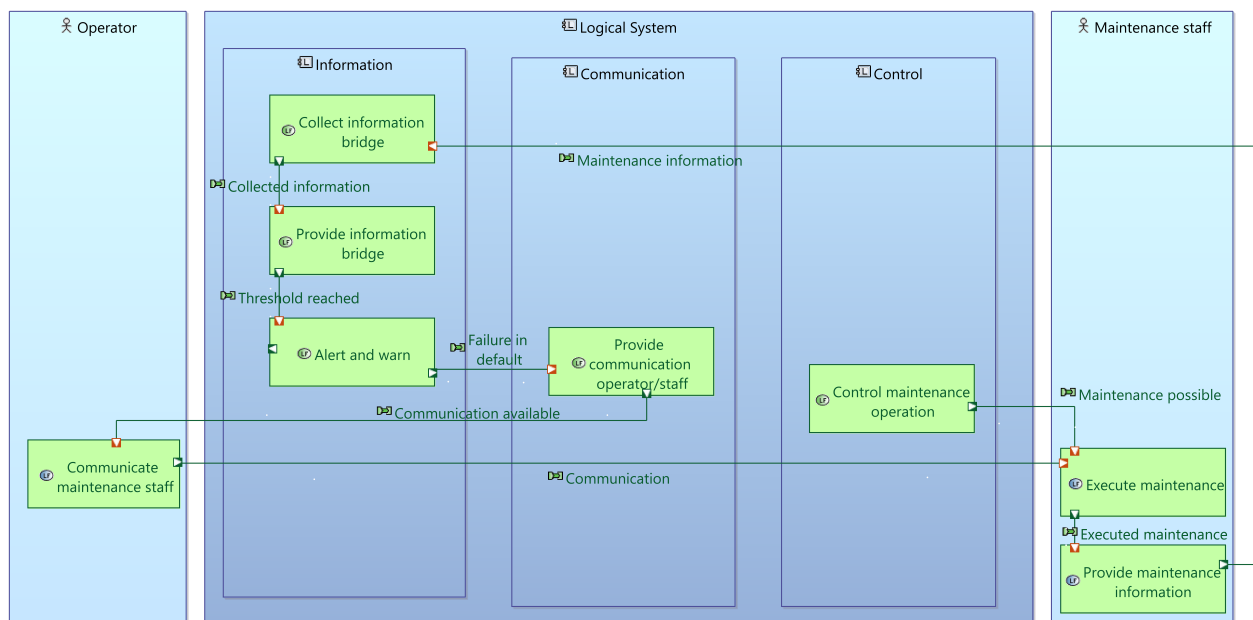 Operator
Logical System
Maintenance staff
Information
Communication
Control
Collect information
bridge
Maintenance information
Collected information
Provide information
bridge
Threshold reached
Alert and warn
Failure in
default
Provide
communication
operator/staff
Control maintenance
operation
Maintenance possible
Communication available
Communicate
maintenance staff
Communication
Execute maintenance
Executed maintenance
Provide maintenance
information